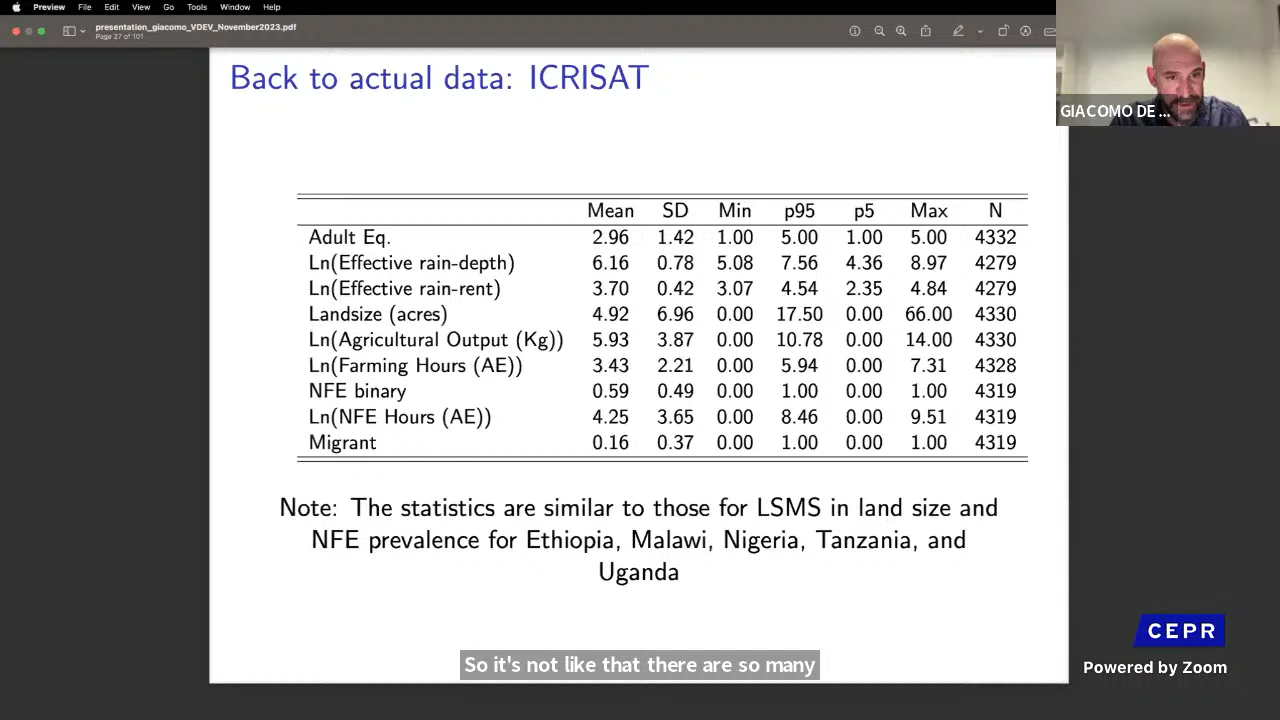 Preview File Edit View Go Tools Window Help
presentation_giacomo_VDEV_November2023.pdf
Page 27 of 101
Back to actual data: ICRISAT
GIACOMO DE ...
Mean SD Min p95 p5 Max N
Adult Eq. 2.96 1.42 1.00 5.00 1.00 5.00 4332
Ln(Effective rain-depth) 6.16 0.78 5.08 7.56 4.36 8.97 4279
Ln(Effective rain-rent) 3.70 0.42 3.07 4.54 2.35 4.84 4279
Landsize (acres) 4.92 6.96 0.00 17.50 0.00 66.00 4330
Ln(Agricultural Output (Kg)) 5.93 3.87 0.00 10.78 0.00 14.00 4330
Ln(Farming Hours (AE)) 3.43 2.21 0.00 5.94 0.00 7.31 4328
NFE binary 0.59 0.49 0.00 1.00 0.00 1.00 4319
Ln(NFE Hours (AE)) 4.25 3.65 0.00 8.46 0.00 9.51 4319
Migrant 0.16 0.37 0.00 1.00 0.00 1.00 4319
Note: The statistics are similar to those for LSMS in land size and
NFE prevalence for Ethiopia, Malawi, Nigeria, Tanzania, and
Uganda
So it's not like that there are so many
CEPR
Powered by Zoom